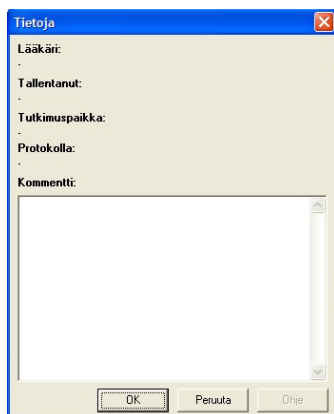 Tietoja
Lääkäri:
-
Tallentanut:
-
Tutkimuspaikka:
-
Protokolla:
-
Kommentti:
OK Peruuta Ohje